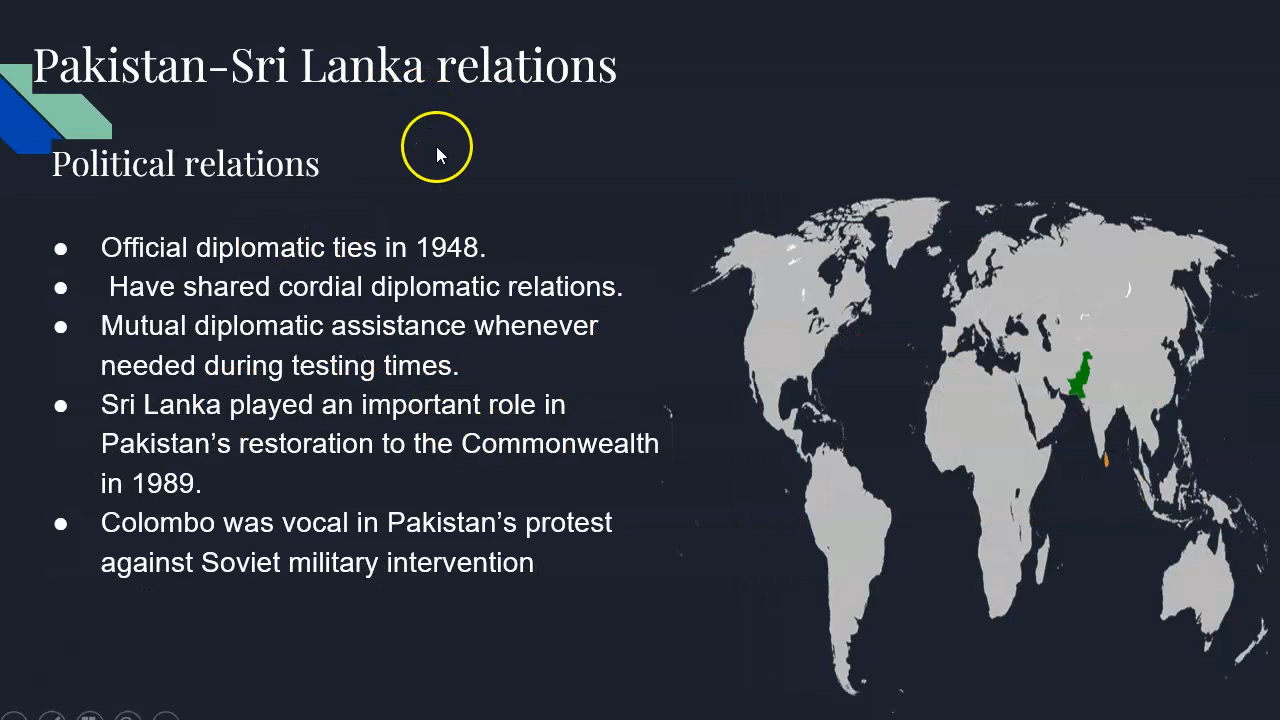 Pakistan-Sri Lanka relations
Political relations
● Official diplomatic ties in 1948.
● Have shared cordial diplomatic relations.
● Mutual diplomatic assistance whenever
needed during testing times.
● Sri Lanka played an important role in
Pakistan’s restoration to the Commonwealth
in 1989.
● Colombo was vocal in Pakistan’s protest
against Soviet military intervention